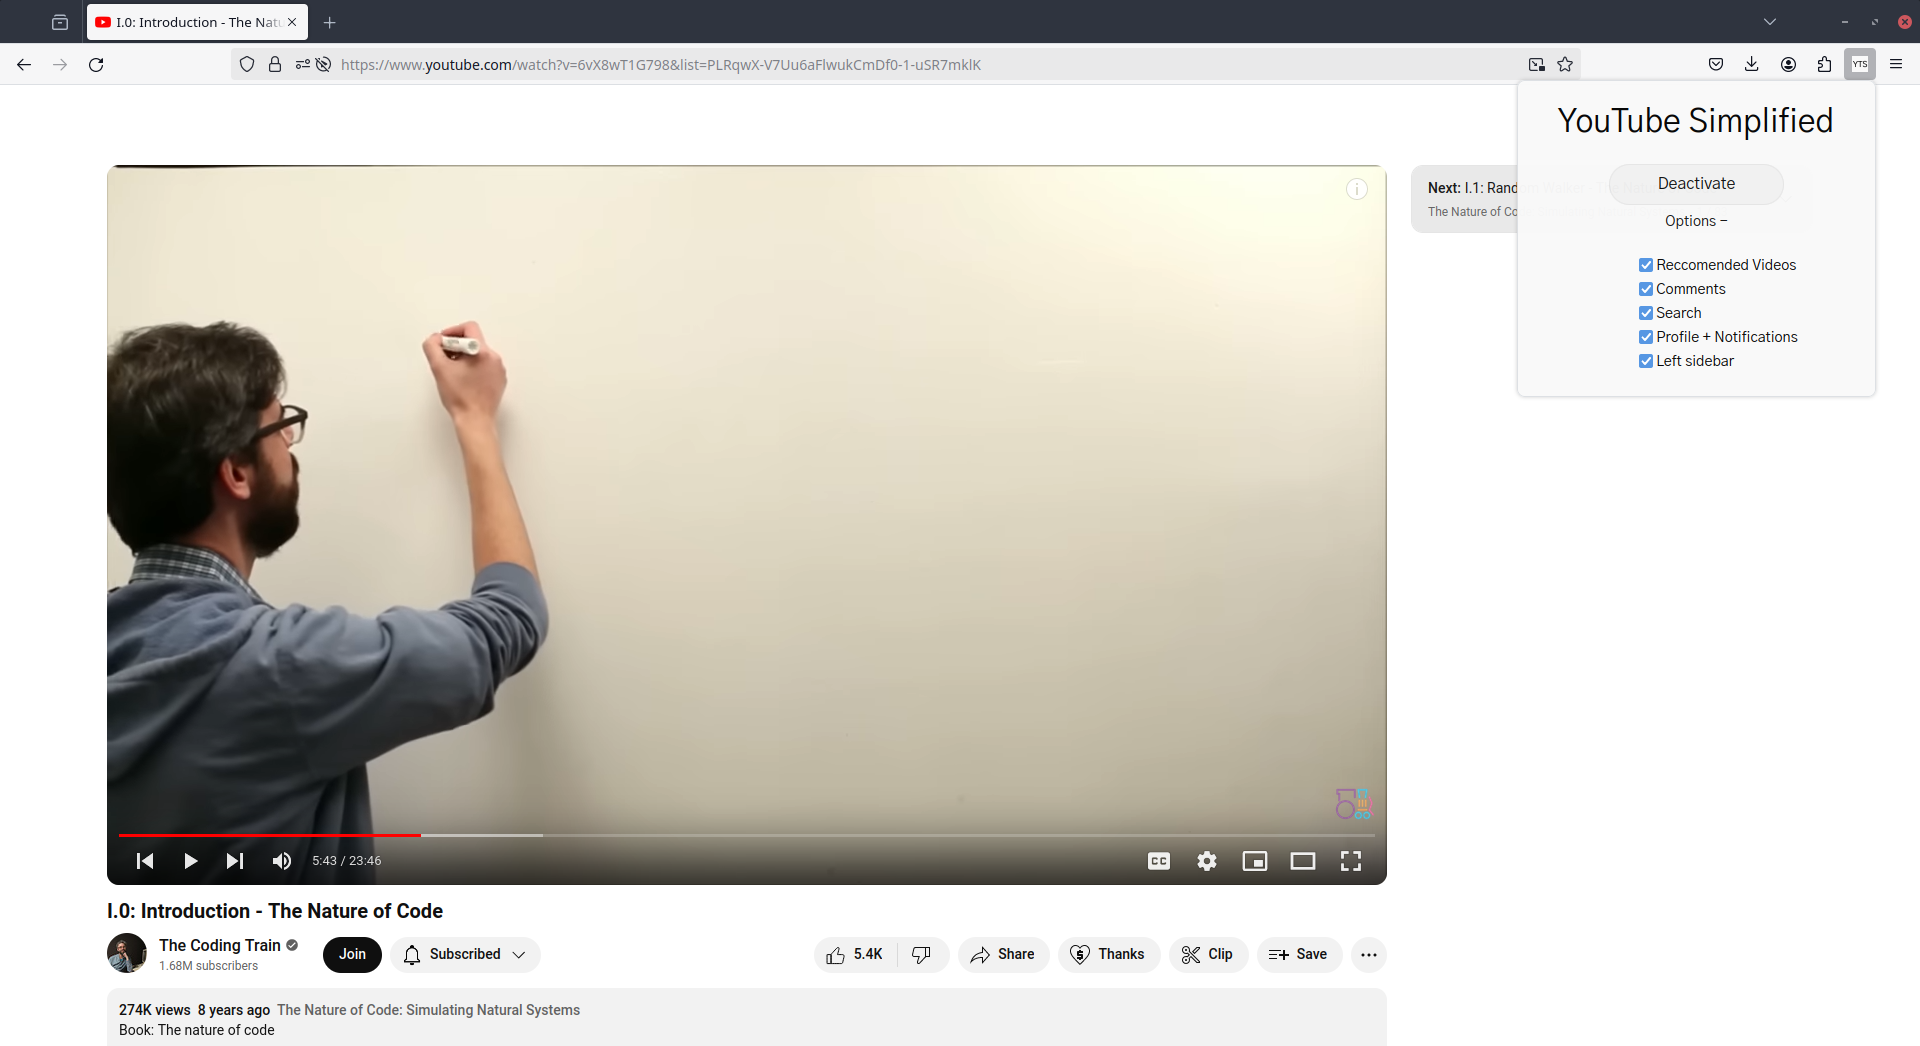 I.0: Introduction - The Natu
https://www.youtube.com/watch?v=6vX8wT1G798&list=PLRqwX-V7Uu6aFlwukCmDf0-1-uSR7mklK
YTS
YouTube Simplified
Deactivate
Options −
Reccomended Videos
Comments
Search
Profile + Notifications
Left sidebar
Next: I.1: Rand
The Nature of Co
5:43 / 23:46
CC
I.0: Introduction - The Nature of Code
The Coding Train
1.68M subscribers
Join
Subscribed
5.4K
Share
Thanks
Clip
Save
274K views 8 years ago The Nature of Code: Simulating Natural Systems
Book: The nature of code